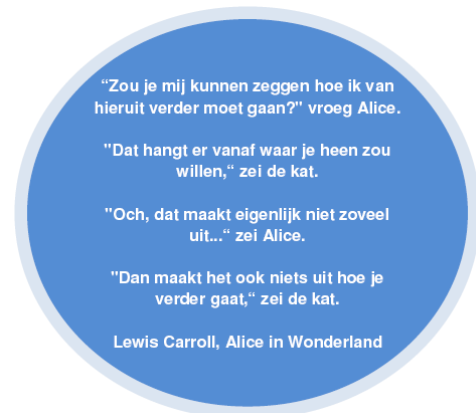 “Zou je mij kunnen zeggen hoe ik van
hieruit verder moet gaan?" vroeg Alice.
"Dat hangt er vanaf waar je heen zou
willen,“ zei de kat.
"Och, dat maakt eigenlijk niet zoveel
uit...“ zei Alice.
"Dan maakt het ook niets uit hoe je
verder gaat,“ zei de kat.
Lewis Carroll, Alice in Wonderland